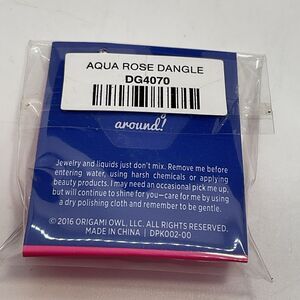 AQUA ROSE DANGLE
DG4070
around!
Jewelry and liquids just don't mix. Remove me before
entering water, using harsh chemicals or applying
beauty products. I may need an occasional pick me up,
but will continue to shine for you—care for me by using
a dry polishing cloth and remember to be gentle.
© 2016 ORIGAMI OWL, LLC. ALL RIGHTS RESERVED.
MADE IN CHINA | DPK002-00